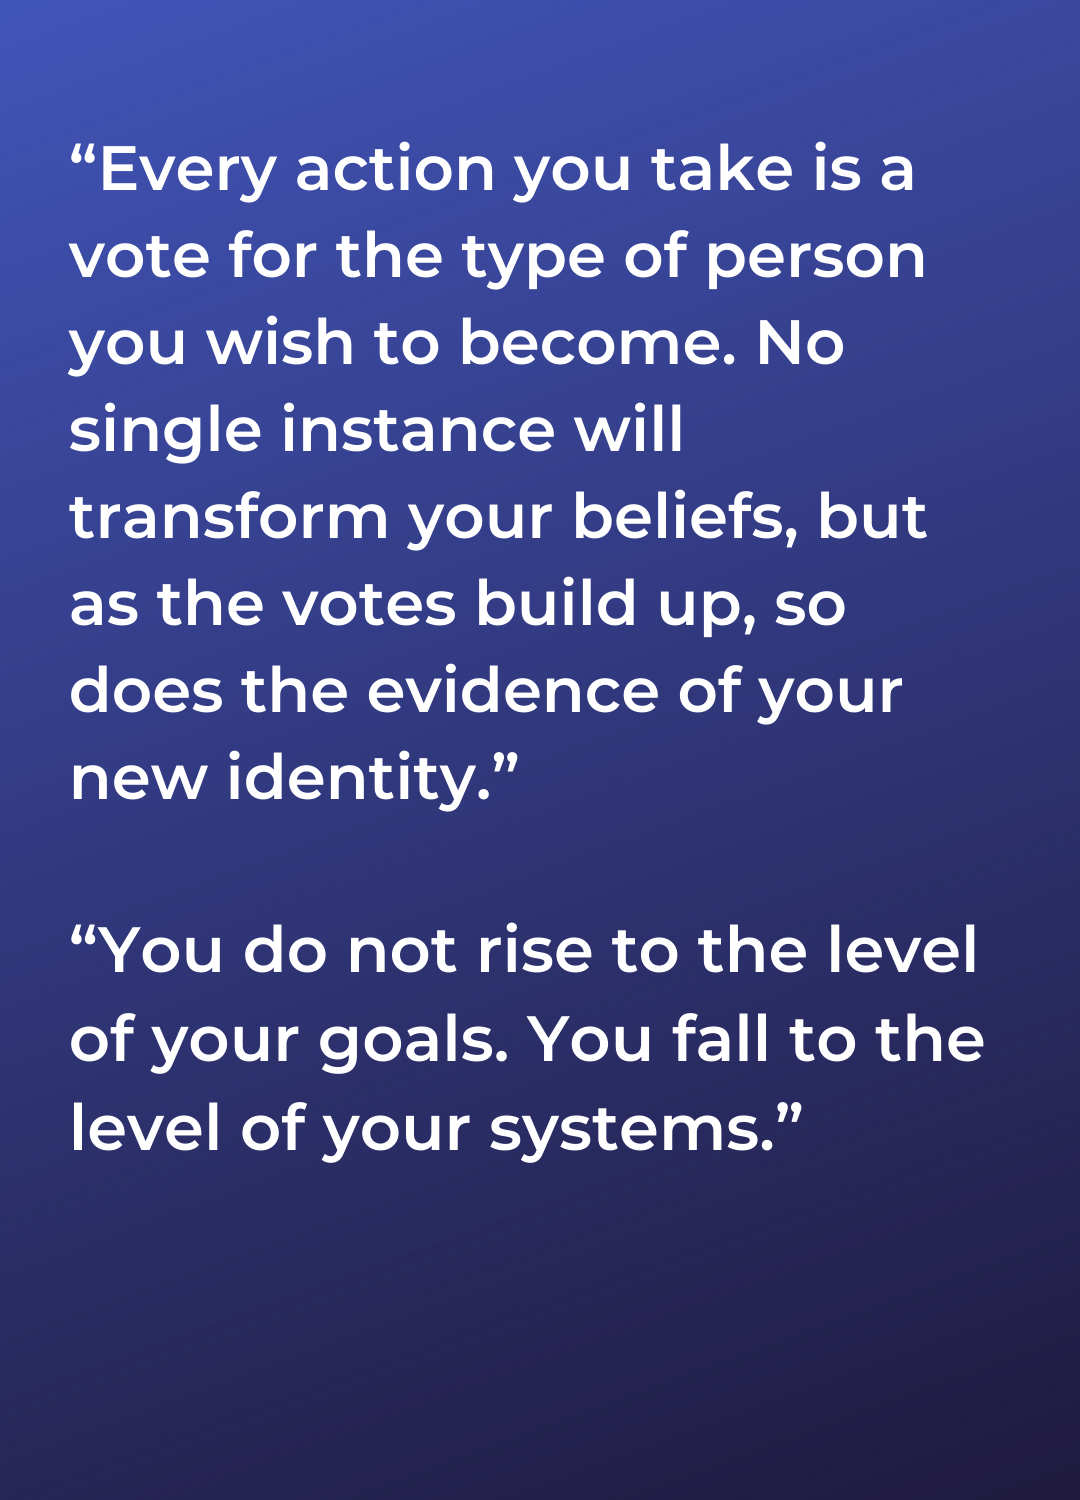 “Every action you take is a
vote for the type of person
you wish to become. No
single instance will
transform your beliefs, but
as the votes build up, so
does the evidence of your
new identity.”
“You do not rise to the level
of your goals. You fall to the
level of your systems.”